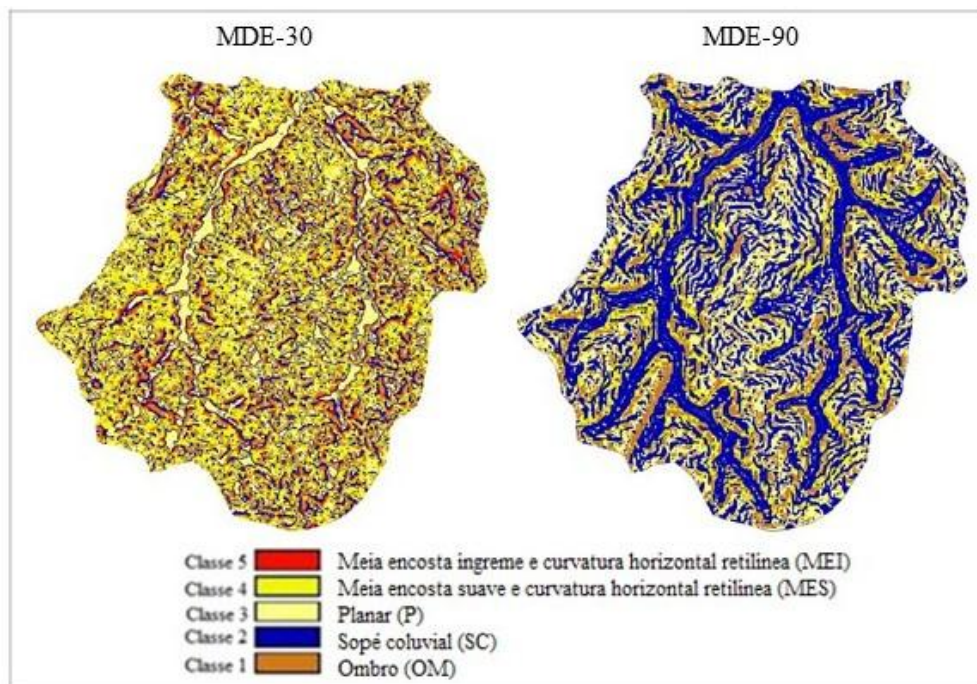 MDE-30 MDE-90
Classe 5 Meia encosta ingreme e curvatura horizontal retilinea (MEI)
Classe 4 Meia encosta suave e curvatura horizontal retilinea (MES)
Classe 3 Planar (P)
Classe 2 Sopé coluvial (SC)
Classe 1 Ombro (OM)